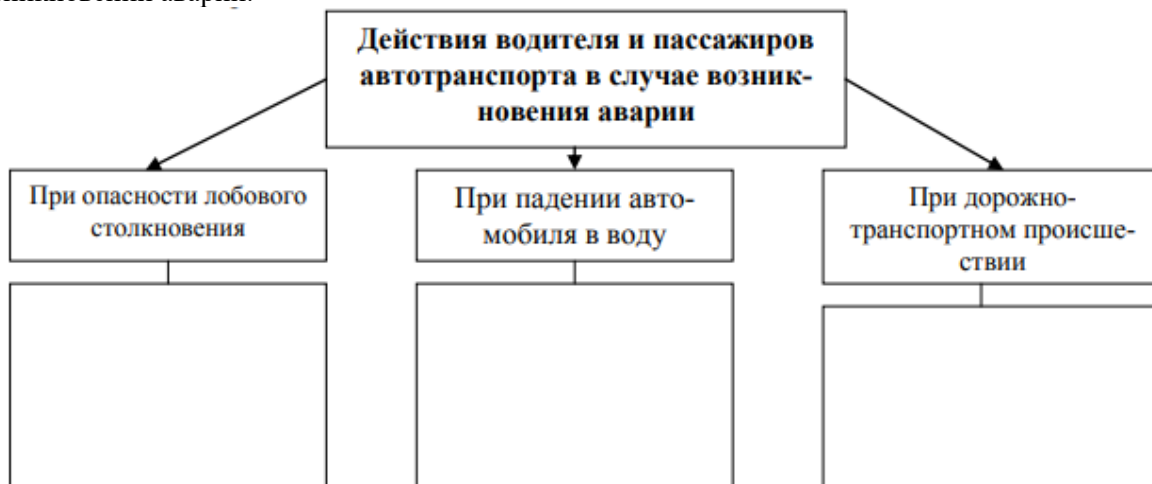 Действия водителя и пассажиров
автотранспорта в случае возник-
новения аварии
При опасности лобового
столкновения
При падении авто-
мобиля в воду
При дорожно-
транспортном происше-
ствии